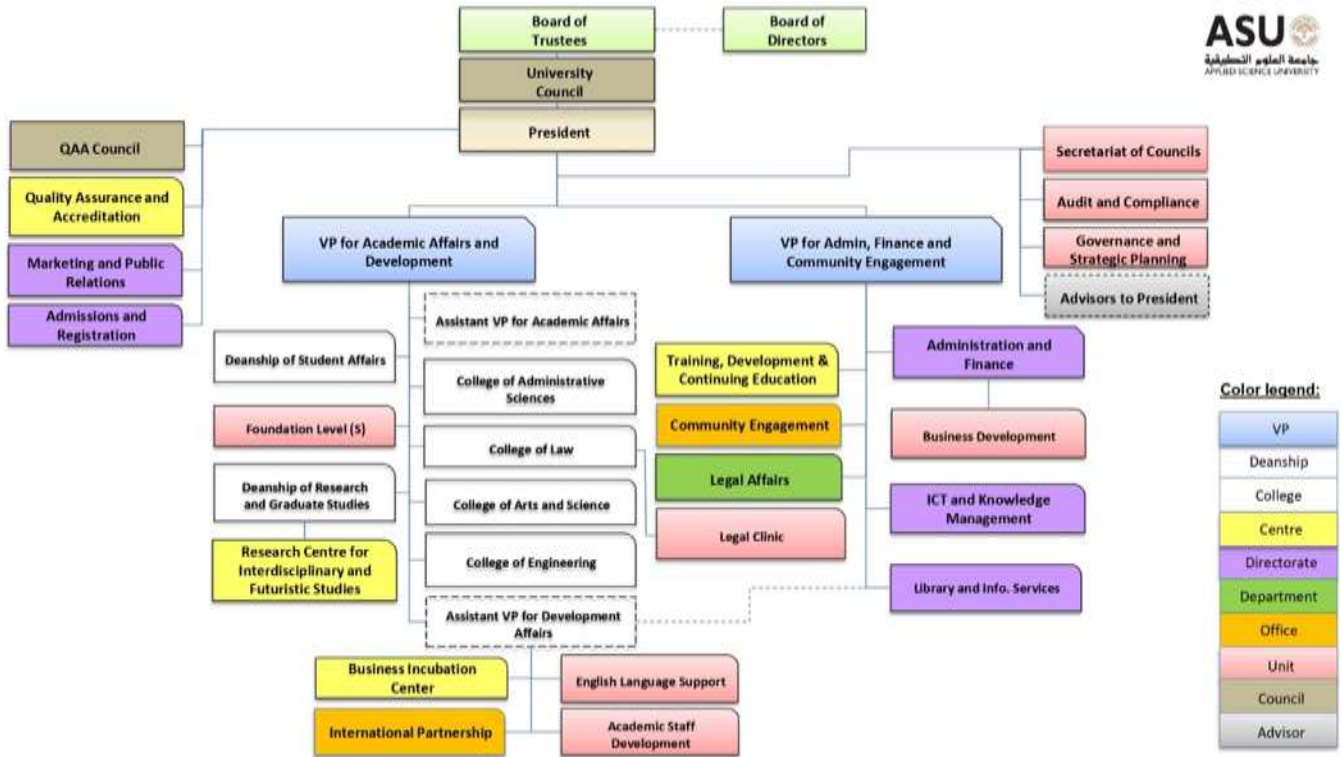 Board of
Trustees
Board of
Directors
ASU
جامعة العلوم التطبيقية
APPLIED SCIENCE UNIVERSITY
University
Council
President
QAA Council
Quality Assurance and
Accreditation
Marketing and Public
Relations
Admissions and
Registration
Secretariat of Councils
Audit and Compliance
Governance and
Strategic Planning
Advisors to President
VP for Academic Affairs and
Development
VP for Admin, Finance and
Community Engagement
Assistant VP for Academic Affairs
Deanship of Student Affairs
College of Administrative
Sciences
Foundation Level (S)
College of Law
Deanship of Research
and Graduate Studies
College of Arts and Science
Research Centre for
Interdisciplinary and
Futuristic Studies
College of Engineering
Assistant VP for Development
Affairs
Business Incubation
Center
English Language Support
International Partnership
Academic Staff
Development
Training, Development &
Continuing Education
Community Engagement
Legal Affairs
Legal Clinic
Administration and
Finance
Business Development
ICT and Knowledge
Management
Library and Info. Services
Color legend:
VP
Deanship
College
Centre
Directorate
Department
Office
Unit
Council
Advisor